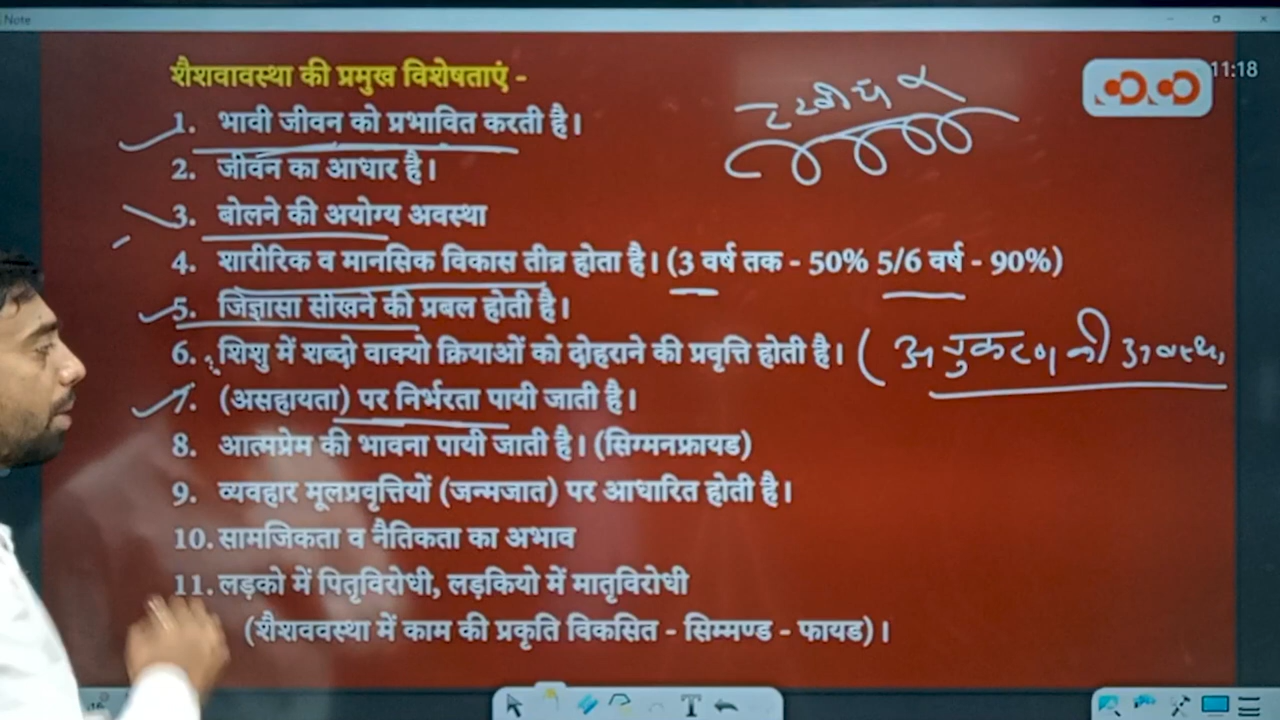 Note
11:18
शैशवावस्था की प्रमुख विशेषताएं -
1. भावी जीवन को प्रभावित करती है।
2. जीवन का आधार है।
3. बोलने की अयोग्य अवस्था
4. शारीरिक व मानसिक विकास तीव्र होता है। (3 वर्ष तक - 50% 5/6 वर्ष - 90%)
5. जिज्ञासा सीखने की प्रबल होती है।
6. शिशु में शब्दो वाक्यो क्रियाओं को दोहराने की प्रवृत्ति होती है। (अनुकरण की अवस्था
7. (असहायता) पर निर्भरता पायी जाती है।
8. आत्मप्रेम की भावना पायी जाती है। (सिग्मनफ्रायड)
9. व्यवहार मूलप्रवृत्तियों (जन्मजात) पर आधारित होती है।
10. सामजिकता व नैतिकता का अभाव
11. लड़को में पितृविरोधी, लड़कियो में मातृविरोधी
(शैशववस्था में काम की प्रकृति विकसित - सिम्मण्ड - फायड)।